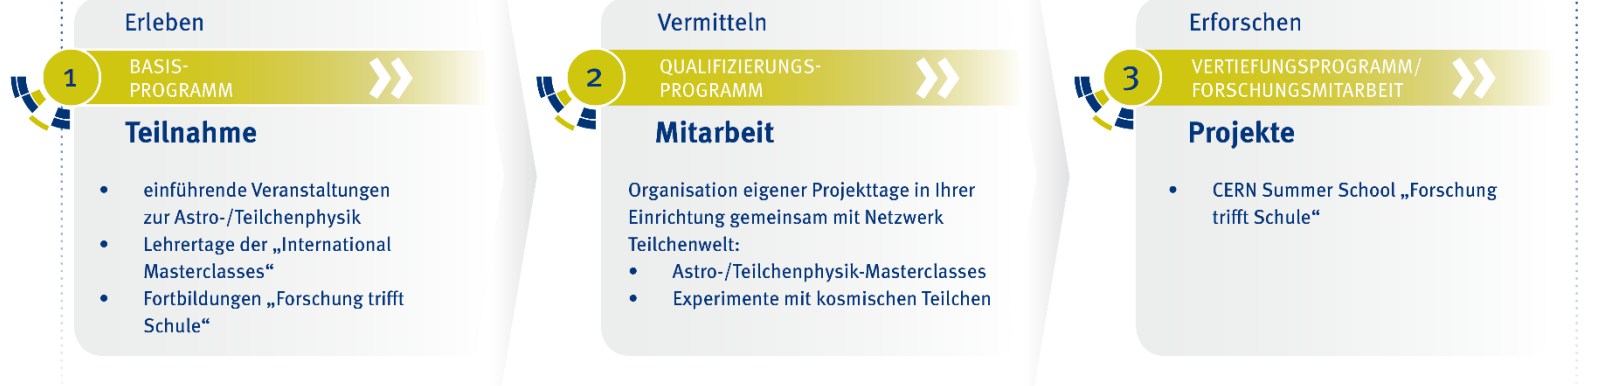 Erleben
1
BASIS-
PROGRAMM
Teilnahme
• einführende Veranstaltungen
zur Astro-/Teilchenphysik
• Lehrertage der „International
Masterclasses“
• Fortbildungen „Forschung trifft
Schule“
Vermitteln
2
QUALIFIZIERUNGS-
PROGRAMM
Mitarbeit
Organisation eigener Projekttage in Ihrer
Einrichtung gemeinsam mit Netzwerk
Teilchenwelt:
• Astro-/Teilchenphysik-Masterclasses
• Experimente mit kosmischen Teilchen
Erforschen
3
VERTIEFUNGSPROGRAMM/
FORSCHUNGSMITARBEIT
Projekte
• CERN Summer School „Forschung
trifft Schule“